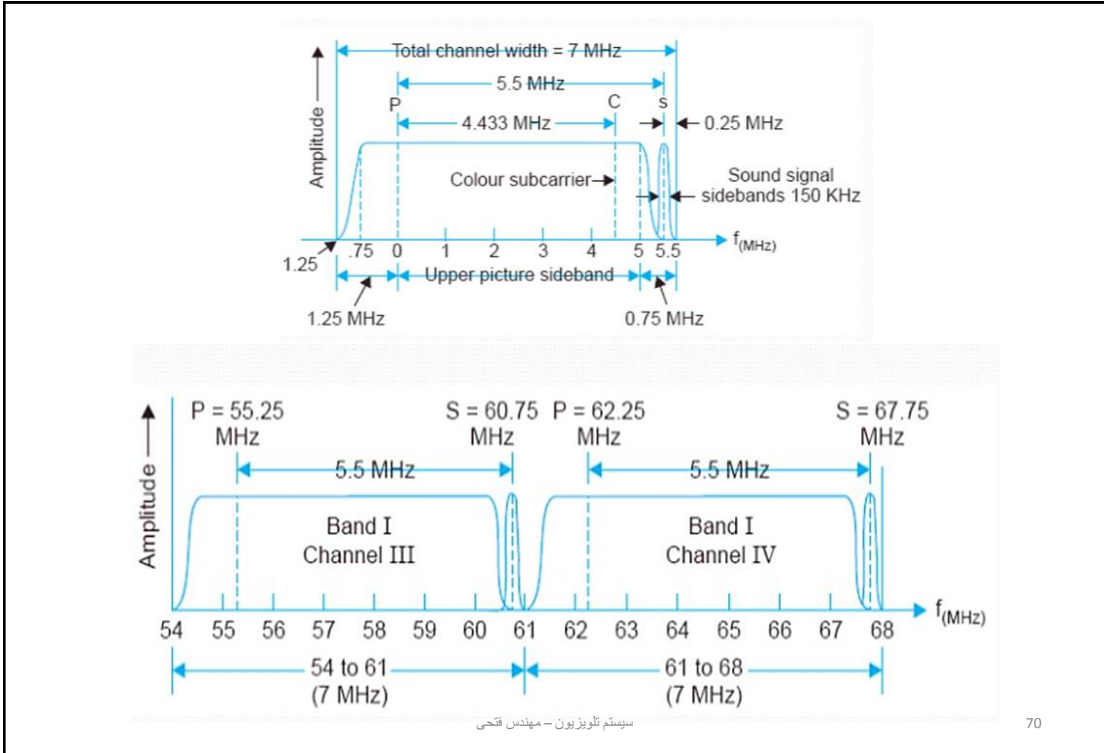 Total channel width = 7 MHz
5.5 MHz
P C s
4.433 MHz 0.25 MHz
Amplitude
Colour subcarrier
Sound signal
sidebands 150 KHz
1.25 .75 0 1 2 3 4 5 5.5 f(MHz)
Upper picture sideband
1.25 MHz 0.75 MHz
P = 55.25 S = 60.75 P = 62.25 S = 67.75
MHz MHz MHz MHz
5.5 MHz 5.5 MHz
Amplitude
Band I Band I
Channel III Channel IV
54 55 56 57 58 59 60 61 62 63 64 65 66 67 68 f(MHz)
54 to 61 61 to 68
(7 MHz) (7 MHz)
سیستم تلویزیون – مهندس فتحی
70